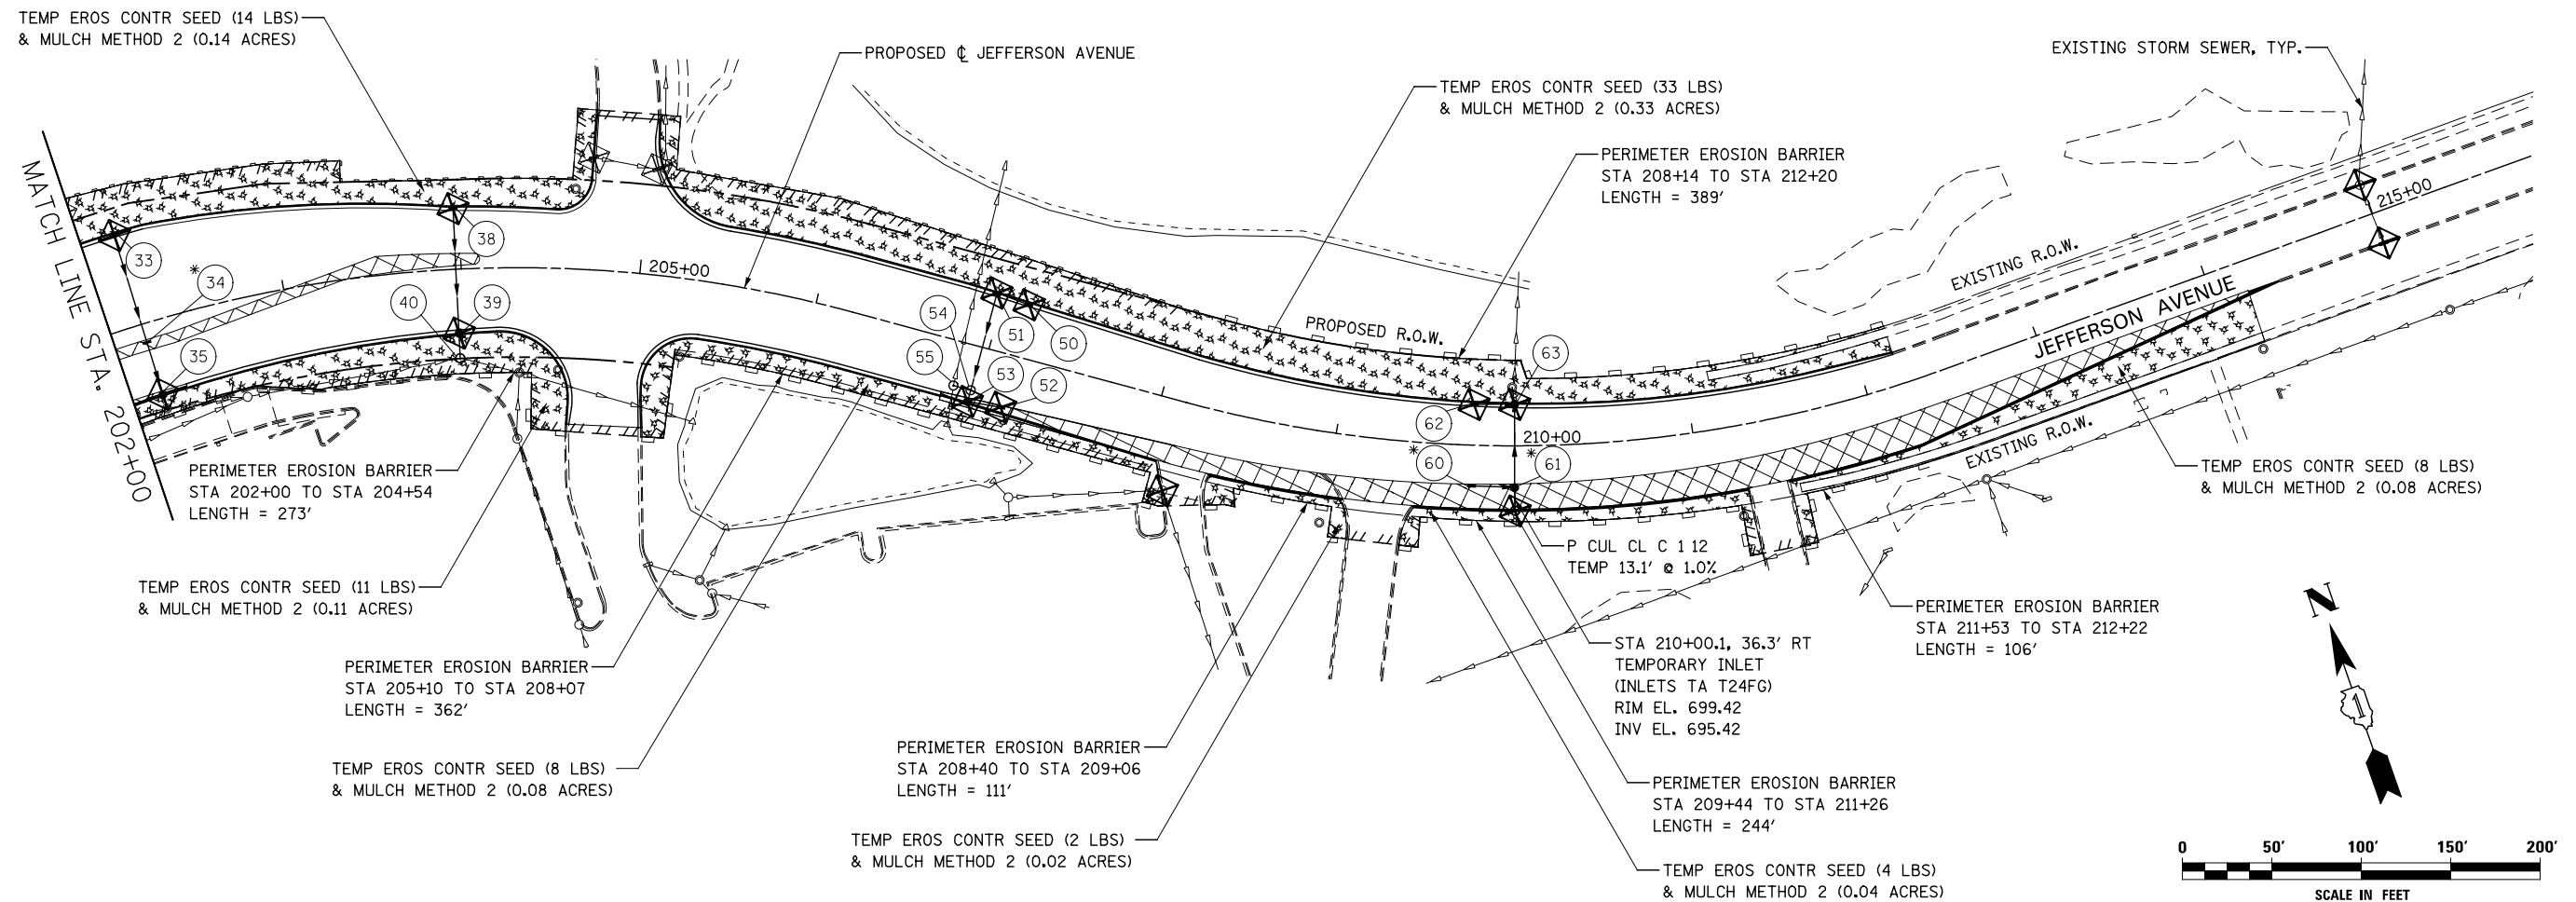 TEMP EROS CONTR SEED (14 LBS)
& MULCH METHOD 2 (0.14 ACRES)
PROPOSED ℄ JEFFERSON AVENUE
TEMP EROS CONTR SEED (33 LBS)
& MULCH METHOD 2 (0.33 ACRES)
EXISTING STORM SEWER, TYP.
PERIMETER EROSION BARRIER
STA 208+14 TO STA 212+20
LENGTH = 389'
MATCH LINE STA. 202+00
33
* 34
35
38
40
39
205+00
54
55
51
50
53
52
PROPOSED R.O.W.
63
62
210+00
* 60
* 61
EXISTING R.O.W.
JEFFERSON AVENUE
215+00
EXISTING R.O.W.
PERIMETER EROSION BARRIER
STA 202+00 TO STA 204+54
LENGTH = 273'
TEMP EROS CONTR SEED (8 LBS)
& MULCH METHOD 2 (0.08 ACRES)
P CUL CL C 1 12
TEMP 13.1' @ 1.0%
TEMP EROS CONTR SEED (11 LBS)
& MULCH METHOD 2 (0.11 ACRES)
PERIMETER EROSION BARRIER
STA 211+53 TO STA 212+22
LENGTH = 106'
STA 210+00.1, 36.3' RT
TEMPORARY INLET
(INLETS TA T24FG)
RIM EL. 699.42
INV EL. 695.42
PERIMETER EROSION BARRIER
STA 205+10 TO STA 208+07
LENGTH = 362'
PERIMETER EROSION BARRIER
STA 208+40 TO STA 209+06
LENGTH = 111'
TEMP EROS CONTR SEED (8 LBS)
& MULCH METHOD 2 (0.08 ACRES)
PERIMETER EROSION BARRIER
STA 209+44 TO STA 211+26
LENGTH = 244'
TEMP EROS CONTR SEED (2 LBS)
& MULCH METHOD 2 (0.02 ACRES)
TEMP EROS CONTR SEED (4 LBS)
& MULCH METHOD 2 (0.04 ACRES)
N
1
0 50' 100' 150' 200'
SCALE IN FEET